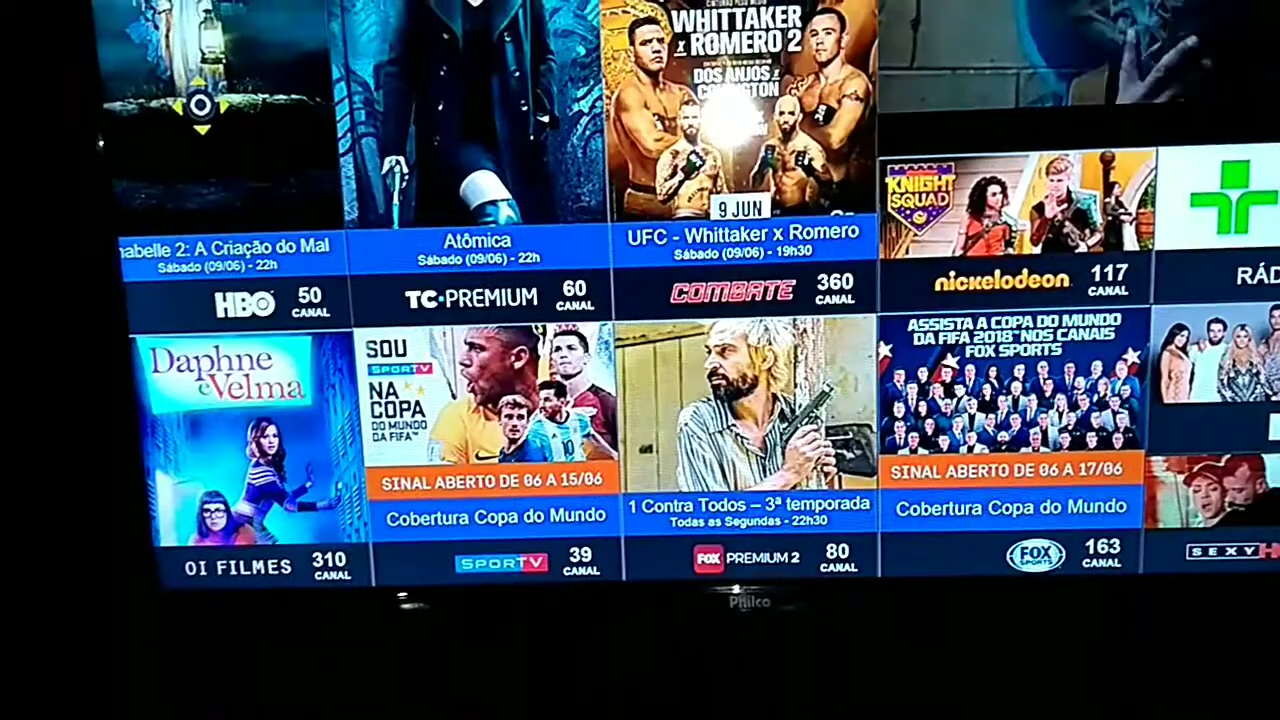 WHITTAKER
x ROMERO 2
DOS ANJOS x
9 JUN
abelle 2: A Criação do Mal
Sábado (09/06) - 22h
HBO
50
CANAL
Atômica
Sábado (09/06) - 22h
TC•PREMIUM
60
CANAL
UFC - Whittaker x Romero
Sábado (09/06) - 19h30
COMBATE
360
CANAL
KNIGHT
SQUAD
nickelodeon
117
CANAL
RÁD
Daphne
e Velma
OI FILMES
310
CANAL
SOU
SPORTV
NA
COPA
DO MUNDO
DA FIFA™
10
SINAL ABERTO DE 06 A 15/06
Cobertura Copa do Mundo
SPORTV
39
CANAL
1 Contra Todos – 3ª temporada
Todas as Segundas - 22h30
FOX PREMIUM 2
80
CANAL
ASSISTA A COPA DO MUNDO
DA FIFA 2018™ NOS CANAIS
FOX SPORTS
SINAL ABERTO DE 06 A 17/06
Cobertura Copa do Mundo
FOX
SPORTS
163
CANAL
SEXYH
Philco